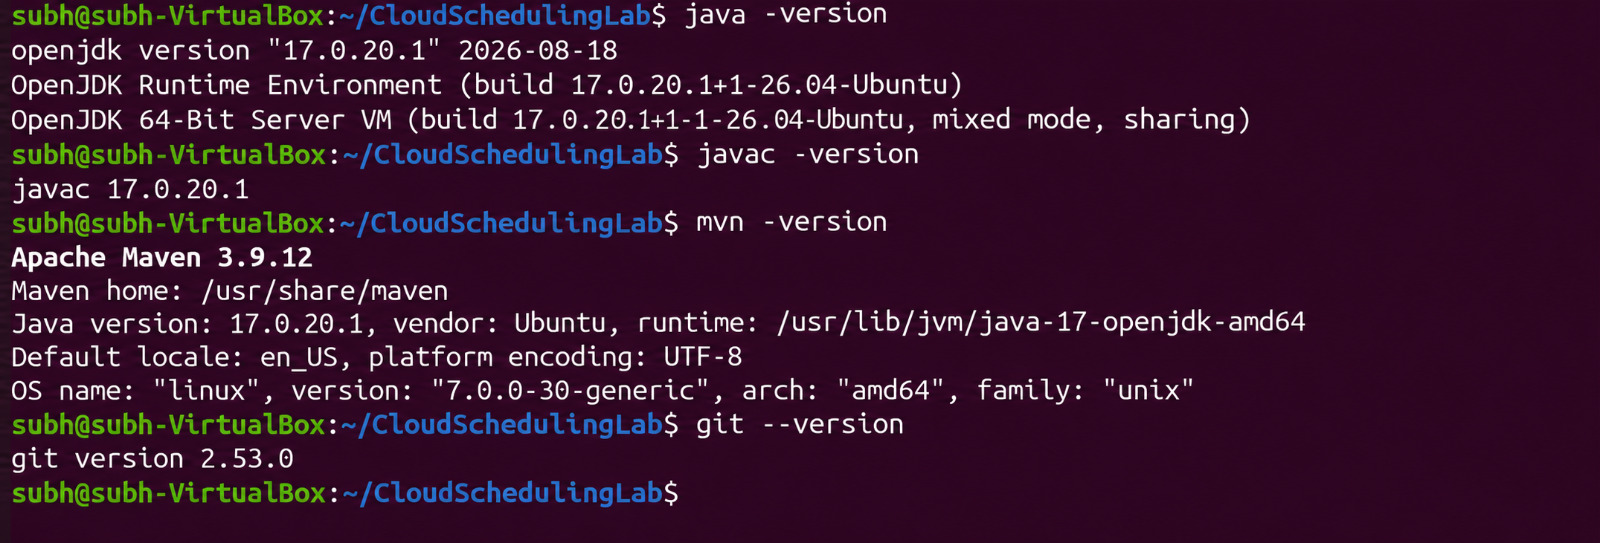 subh@subh-VirtualBox:~/CloudSchedulingLab$ java -version
openjdk version "17.0.20.1" 2026-08-18
OpenJDK Runtime Environment (build 17.0.20.1+1-26.04-Ubuntu)
OpenJDK 64-Bit Server VM (build 17.0.20.1+1-1-26.04-Ubuntu, mixed mode, sharing)
subh@subh-VirtualBox:~/CloudSchedulingLab$ javac -version
javac 17.0.20.1
subh@subh-VirtualBox:~/CloudSchedulingLab$ mvn -version
Apache Maven 3.9.12
Maven home: /usr/share/maven
Java version: 17.0.20.1, vendor: Ubuntu, runtime: /usr/lib/jvm/java-17-openjdk-amd64
Default locale: en_US, platform encoding: UTF-8
OS name: "linux", version: "7.0.0-30-generic", arch: "amd64", family: "unix"
subh@subh-VirtualBox:~/CloudSchedulingLab$ git --version
git version 2.53.0
subh@subh-VirtualBox:~/CloudSchedulingLab$